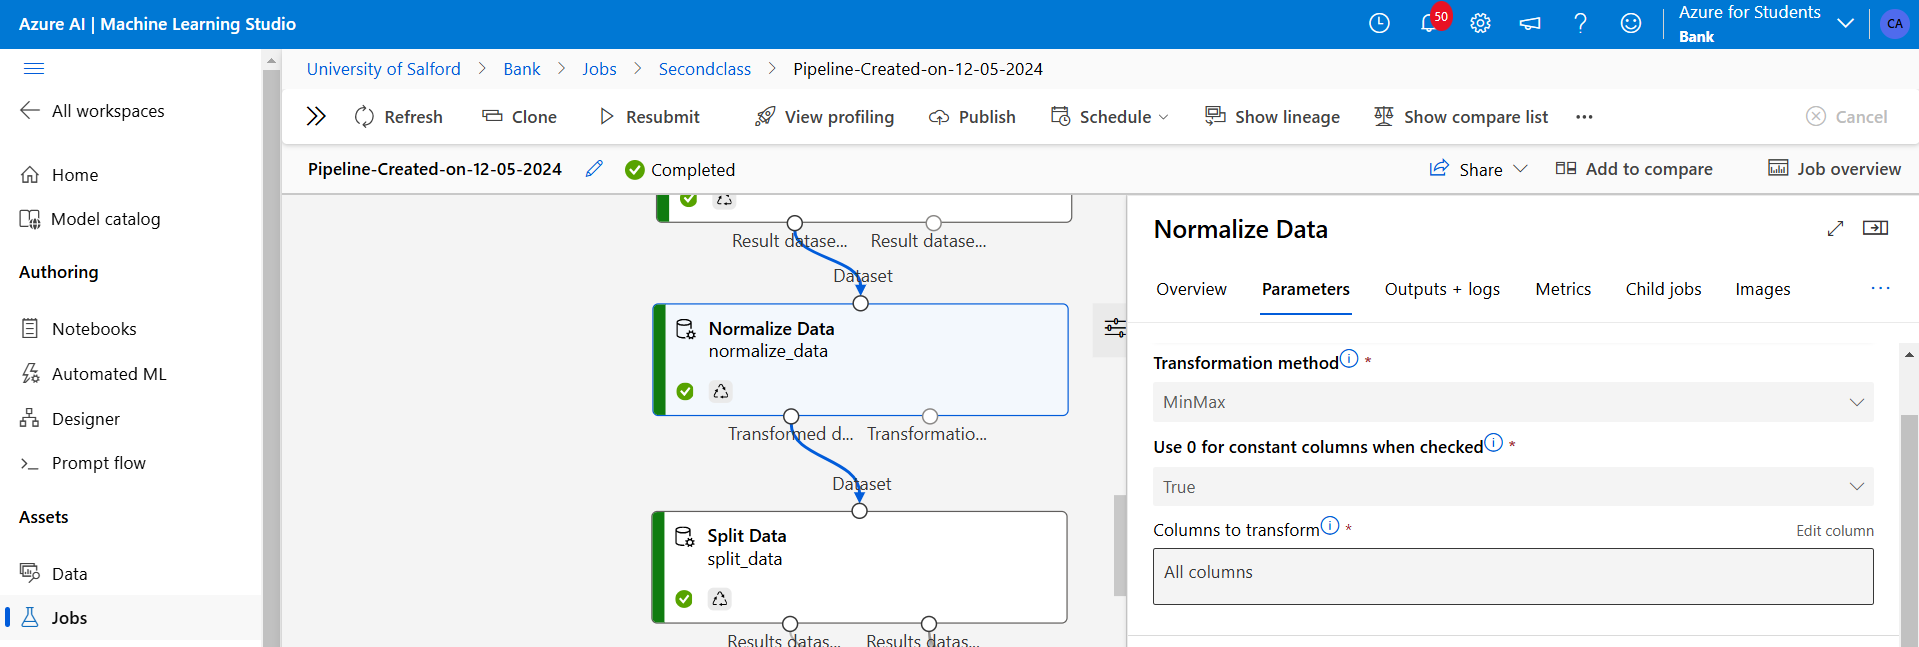 Azure AI | Machine Learning Studio
50
Azure for Students
Bank
CA
All workspaces
Home
Model catalog
Authoring
Notebooks
Automated ML
Designer
Prompt flow
Assets
Data
Jobs
University of Salford > Bank > Jobs > Secondclass > Pipeline-Created-on-12-05-2024
Refresh Clone Resubmit View profiling Publish Schedule Show lineage Show compare list ··· Cancel
Pipeline-Created-on-12-05-2024 Completed Share Add to compare Job overview
Result datase... Result datase...
Dataset
Normalize Data
normalize_data
Transformed d... Transformatio...
Dataset
Split Data
split_data
Results datas... Results datas...
Normalize Data
Overview Parameters Outputs + logs Metrics Child jobs Images ···
Transformation method *
MinMax
Use 0 for constant columns when checked *
True
Columns to transform * Edit column
All columns